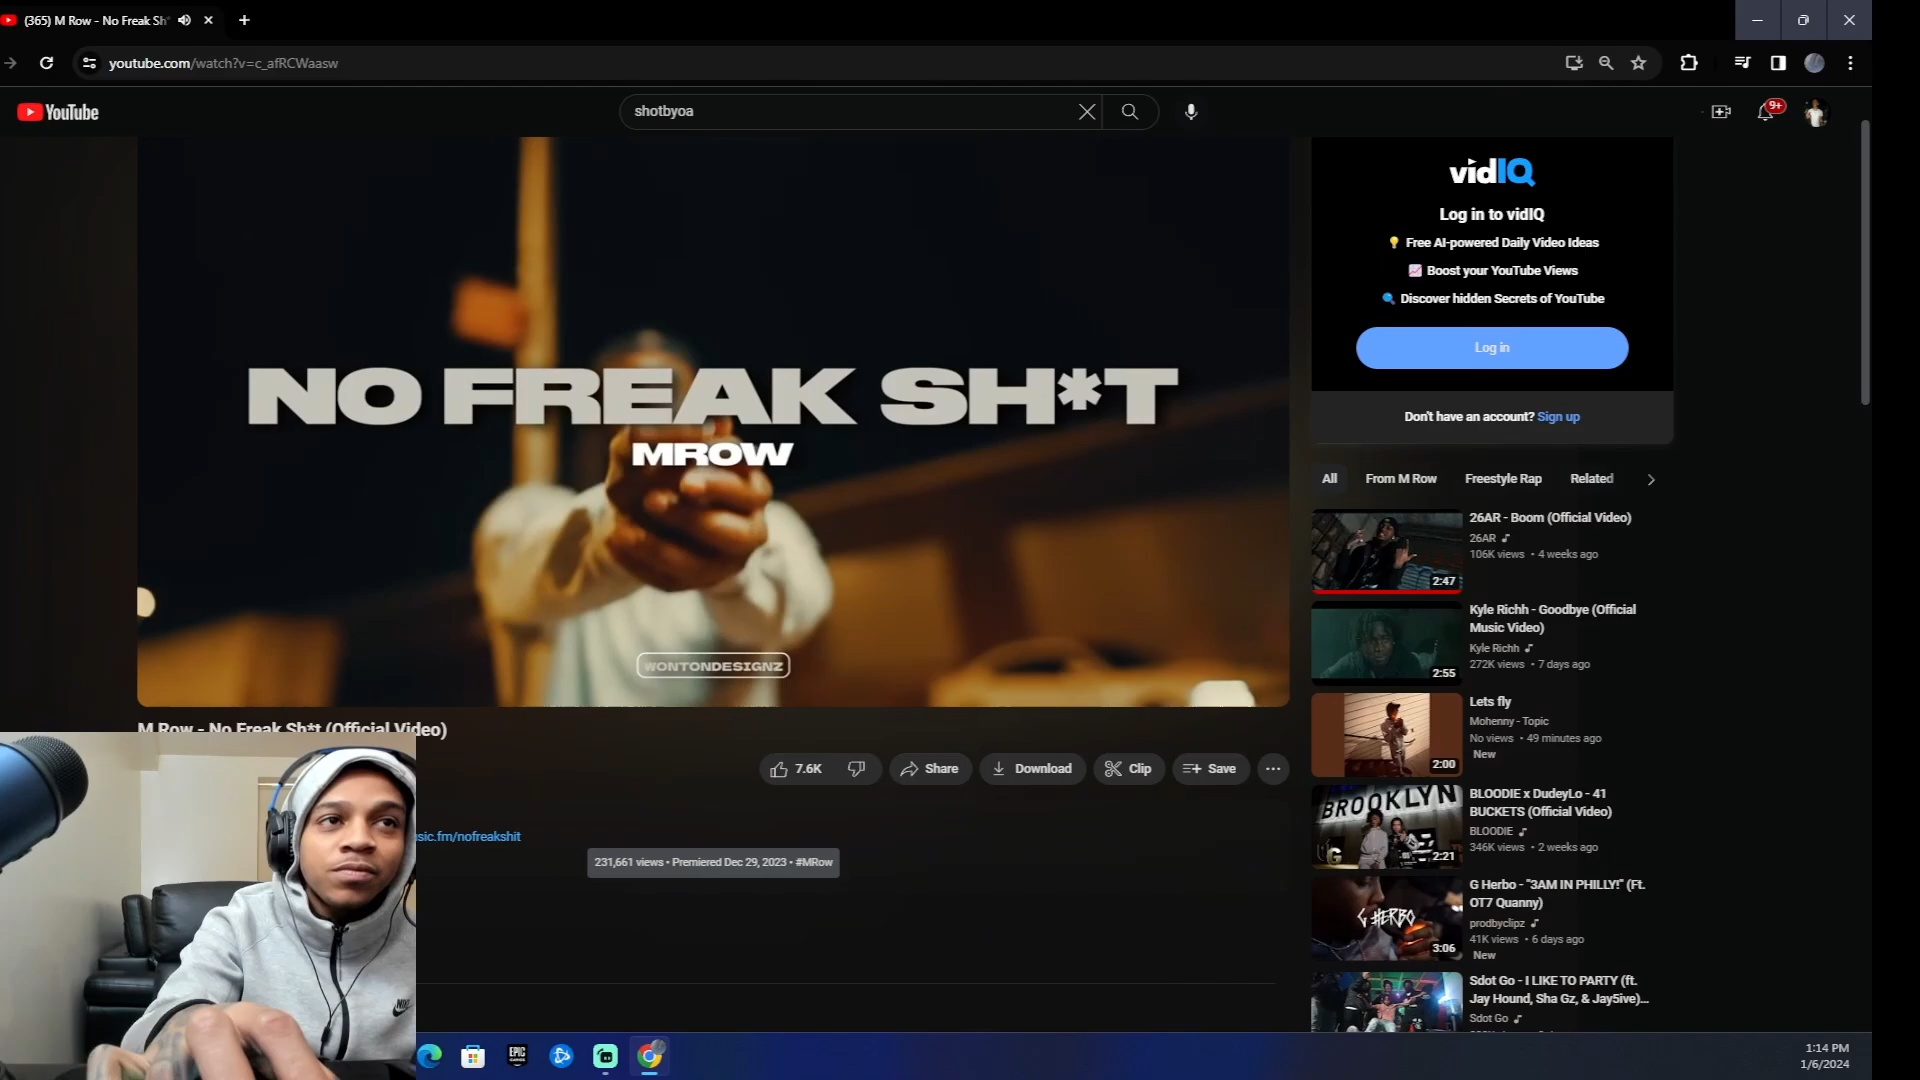 (365) M Row - No Freak Sh*
youtube.com/watch?v=c_afRCWaasw
YouTube
shotbyoa
9+
NO FREAK SH*T
MROW
WONTONDESIGNZ
M Row - No Freak Sh*t (Official Video)
7.6K
Share
Download
Clip
Save
sic.fm/nofreakshit
231,661 views • Premiered Dec 29, 2023 • #MRow
vidIQ
Log in to vidIQ
Free AI-powered Daily Video Ideas
Boost your YouTube Views
Discover hidden Secrets of YouTube
Log in
Don't have an account? Sign up
All
From M Row
Freestyle Rap
Related
26AR - Boom (Official Video)
26AR
106K views • 4 weeks ago
2:47
Kyle Richh - Goodbye (Official
Music Video)
Kyle Richh
272K views • 7 days ago
2:55
Lets fly
Mohenny - Topic
No views • 49 minutes ago
New
2:00
BROOKLYN
BLOODIE x DudeyLo - 41
BUCKETS (Official Video)
BLOODIE
346K views • 2 weeks ago
2:21
G HERBO
G Herbo - "3AM IN PHILLY!" (Ft.
OT7 Quanny)
prodbyclipz
41K views • 6 days ago
New
3:06
Sdot Go - I LIKE TO PARTY (ft.
Jay Hound, Sha Gz, & Jay5ive)...
Sdot Go
EPIC
GAMES
NIKE
1:14 PM
1/6/2024